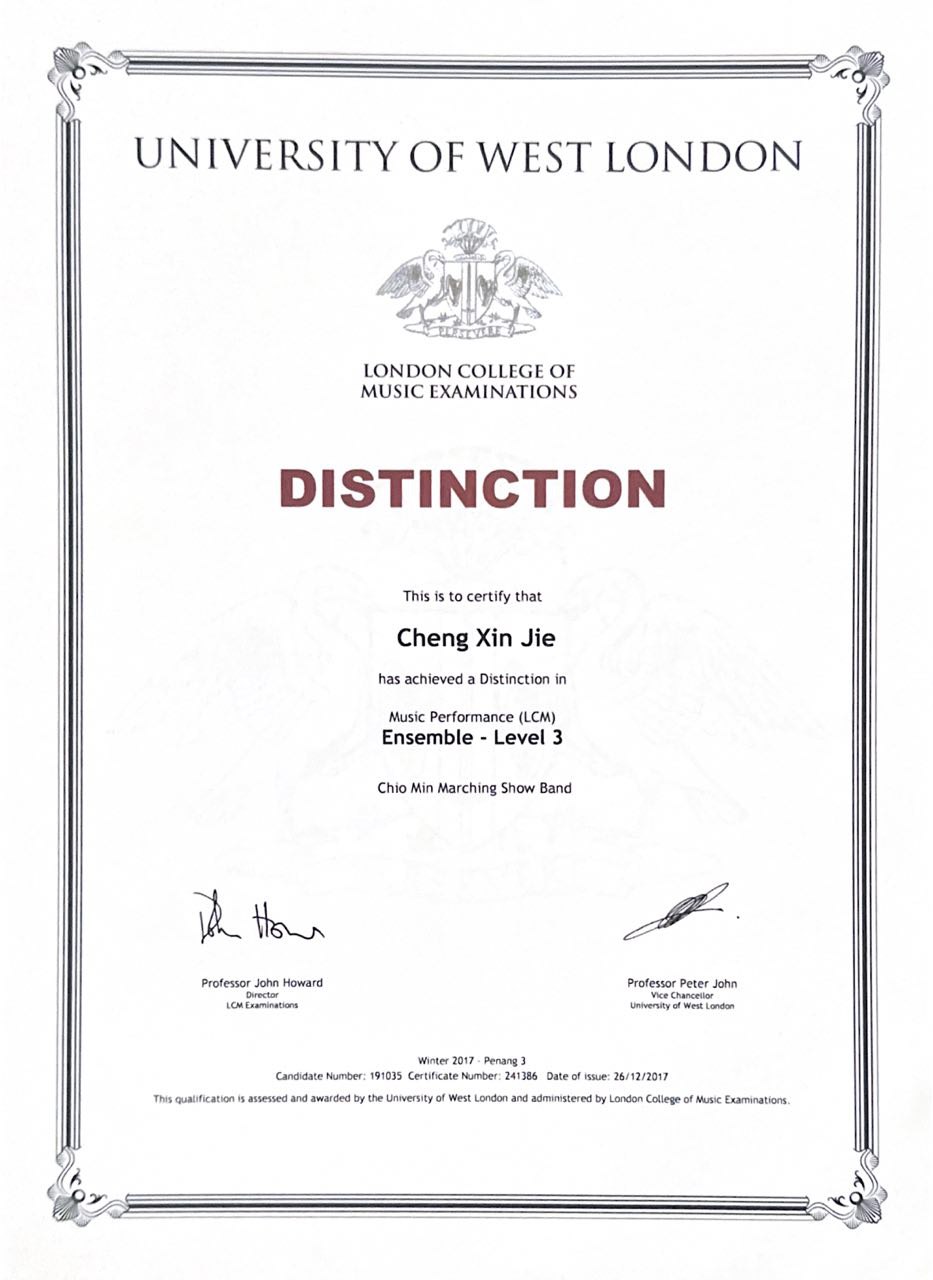 UNIVERSITY OF WEST LONDON
PERSEVERE
LONDON COLLEGE OF
MUSIC EXAMINATIONS
DISTINCTION
This is to certify that
Cheng Xin Jie
has achieved a Distinction in
Music Performance (LCM)
Ensemble - Level 3
Chio Min Marching Show Band
John Howard
Professor John Howard
Director
LCM Examinations
Professor Peter John
Vice Chancellor
University of West London
Winter 2017 - Penang 3
Candidate Number: 191035 Certificate Number: 241386 Date of issue: 26/12/2017
This qualification is assessed and awarded by the University of West London and administered by London College of Music Examinations.